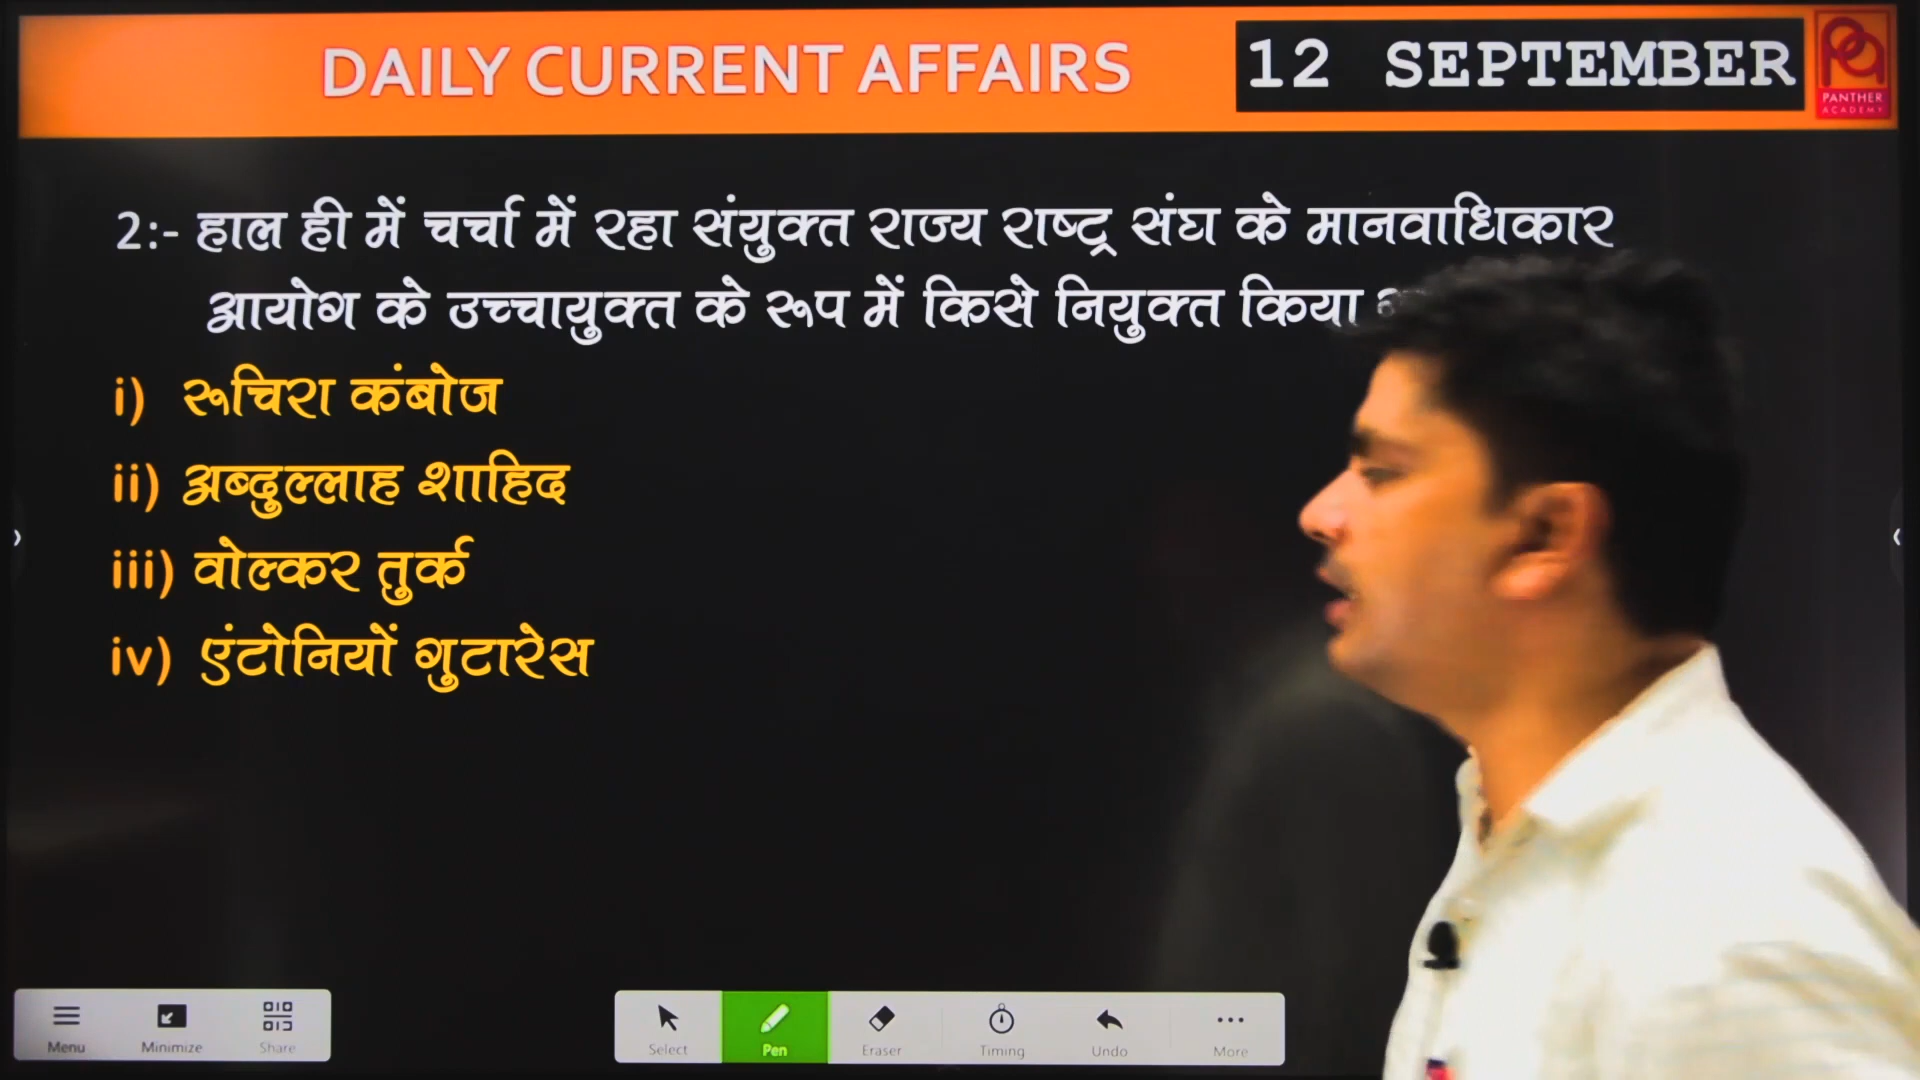 DAILY CURRENT AFFAIRS
12 SEPTEMBER
PANTHER
ACADEMY
2:- हाल ही में चर्चा में रहा संयुक्त राज्य राष्ट्र संघ के मानवाधिकार
आयोग के उच्चायुक्त के रूप में किसे नियुक्त किया
i) रूचिरा कंबोज
ii) अब्दुल्लाह शाहिद
iii) वोल्कर तुर्क
iv) एंटोनियों गुटारेस
Menu Minimize Share
Select Pen Eraser Timing Undo More